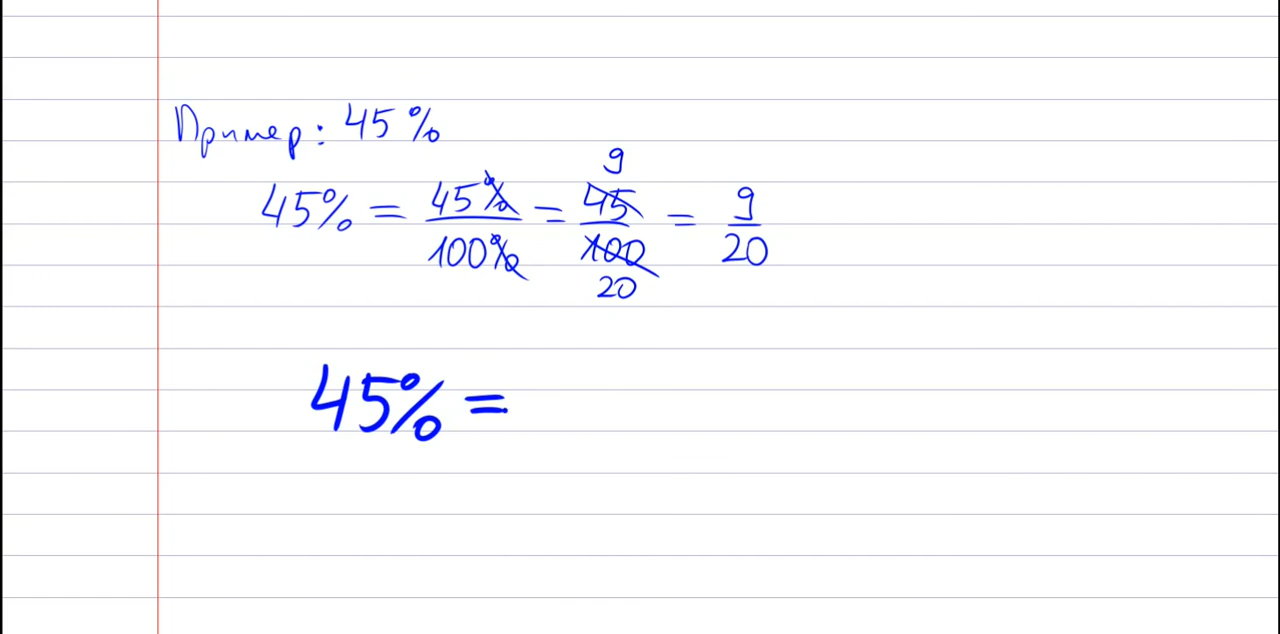 Пример: 45%
45% = 45%/100% = 45/100 = 9/20
9
20
45% =